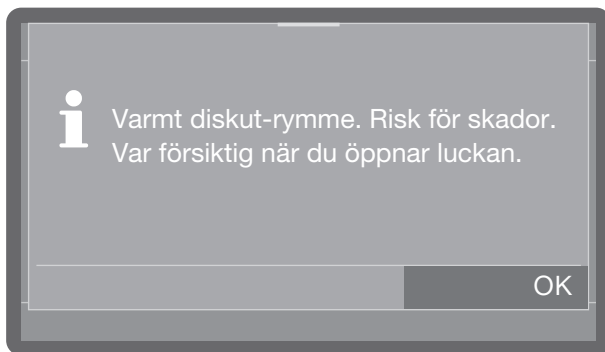 Varmt diskut-rymme. Risk för skador.
Var försiktig när du öppnar luckan.
OK